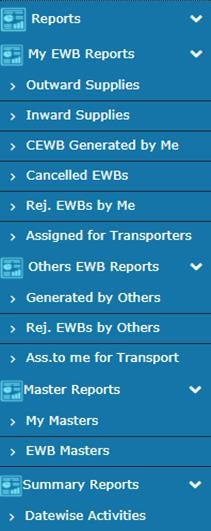 Reports
My EWB Reports
Outward Supplies
Inward Supplies
CEWB Generated by Me
Cancelled EWBs
Rej. EWBs by Me
Assigned for Transporters
Others EWB Reports
Generated by Others
Rej. EWBs by Others
Ass.to me for Transport
Master Reports
My Masters
EWB Masters
Summary Reports
Datewise Activities